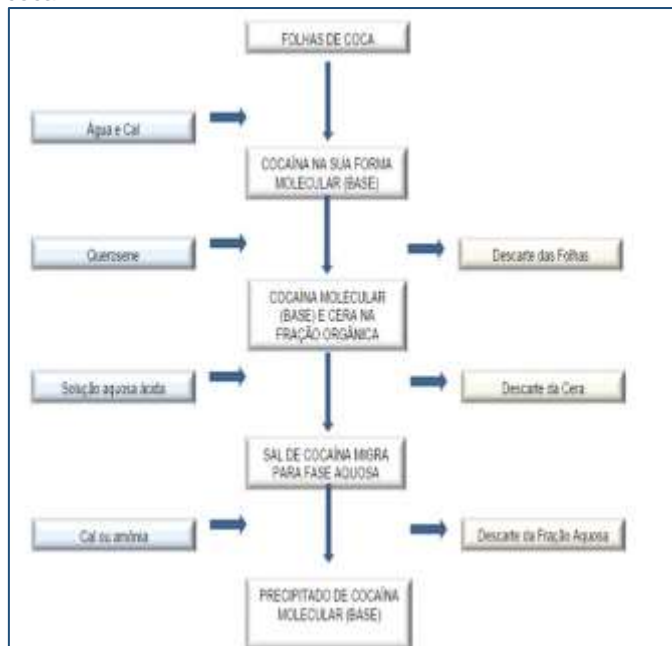 FOLHAS DE COCA
Água e Cal
COCAÍNA NA SUA FORMA
MOLECULAR (BASE)
Querosene
Descarte das Folhas
COCAÍNA MOLECULAR
(BASE) E CERA NA
FRAÇÃO ORGÂNICA
Solução aquosa ácida
Descarte da Cera
SAL DE COCAÍNA MIGRA
PARA FASE AQUOSA
Cal ou amônia
Descarte da Fração Aquosa
PRECIPITADO DE COCAÍNA
MOLECULAR (BASE)